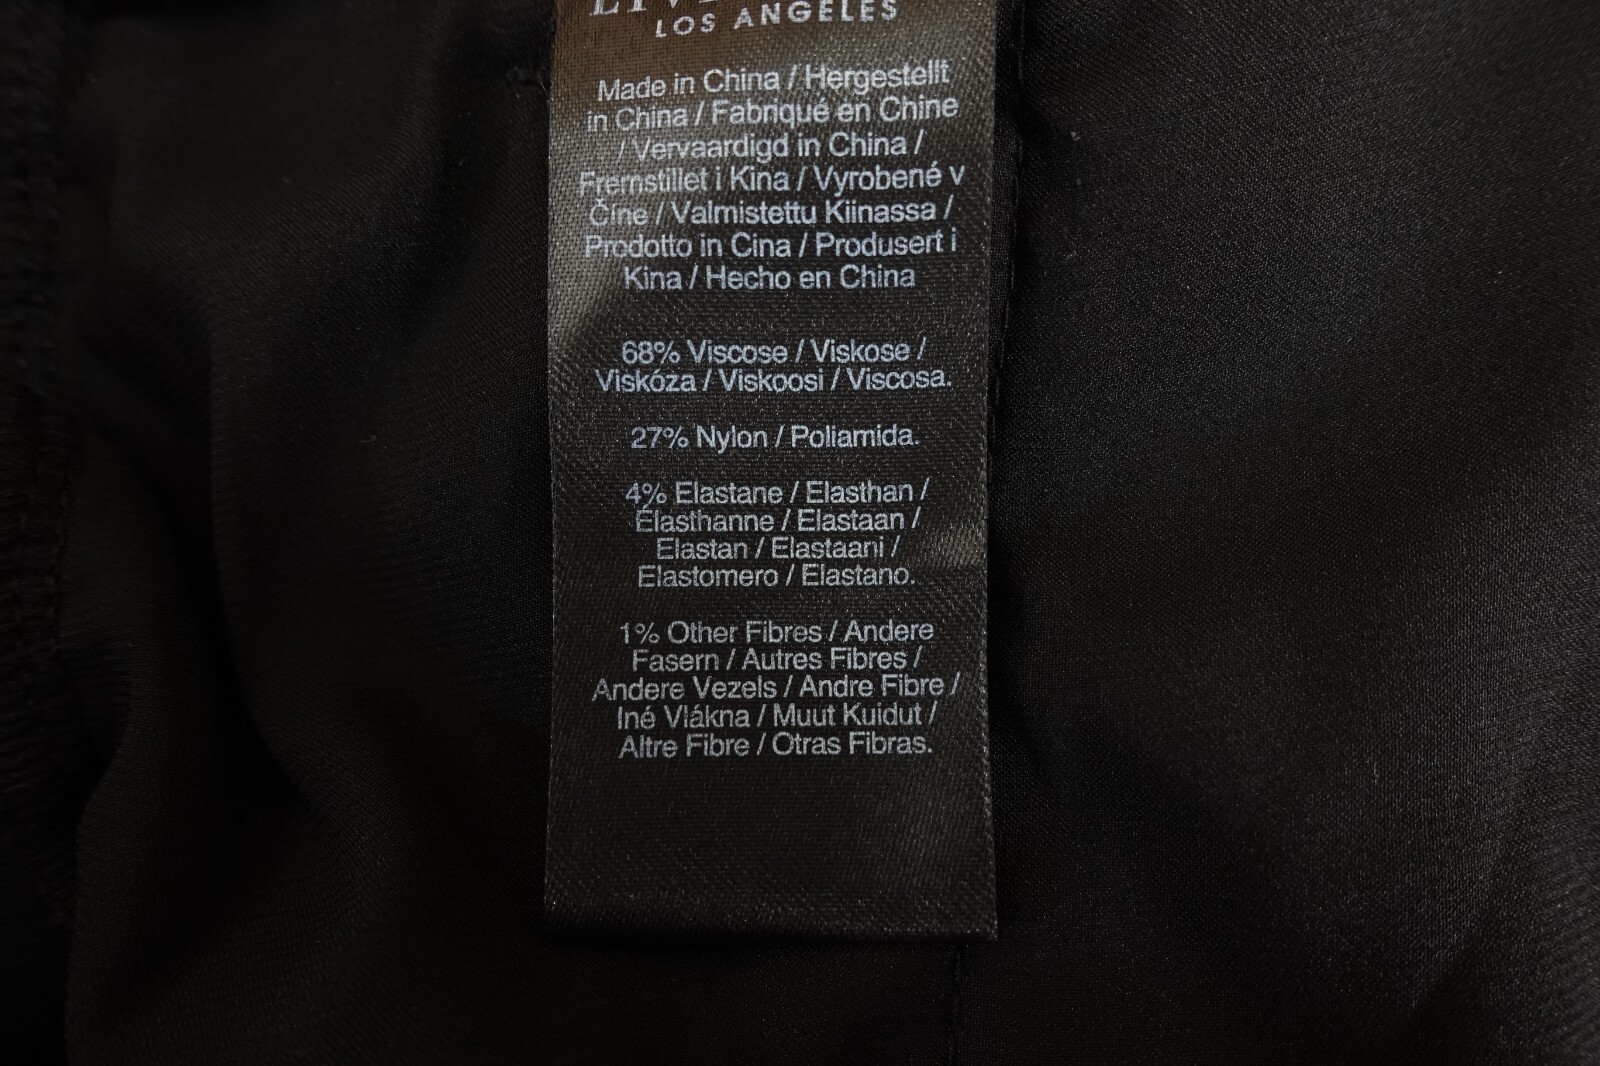 LOS ANGELES
Made in China / Hergestellt
in China / Fabriqué en Chine
/ Vervaardigd in China /
Fremstillet i Kina / Vyrobené v
Číne / Valmistettu Kiinassa /
Prodotto in Cina / Produsert i
Kina / Hecho en China
68% Viscose / Viskose /
Viskóza / Viskoosi / Viscosa.
27% Nylon / Poliamida.
4% Elastane / Elasthan /
Elasthanne / Elastaan /
Elastan / Elastaani /
Elastomero / Elastano.
1% Other Fibres / Andere
Fasern / Autres Fibres /
Andere Vezels / Andre Fibre /
Iné Vlákna / Muut Kuidut /
Altre Fibre / Otras Fibras.